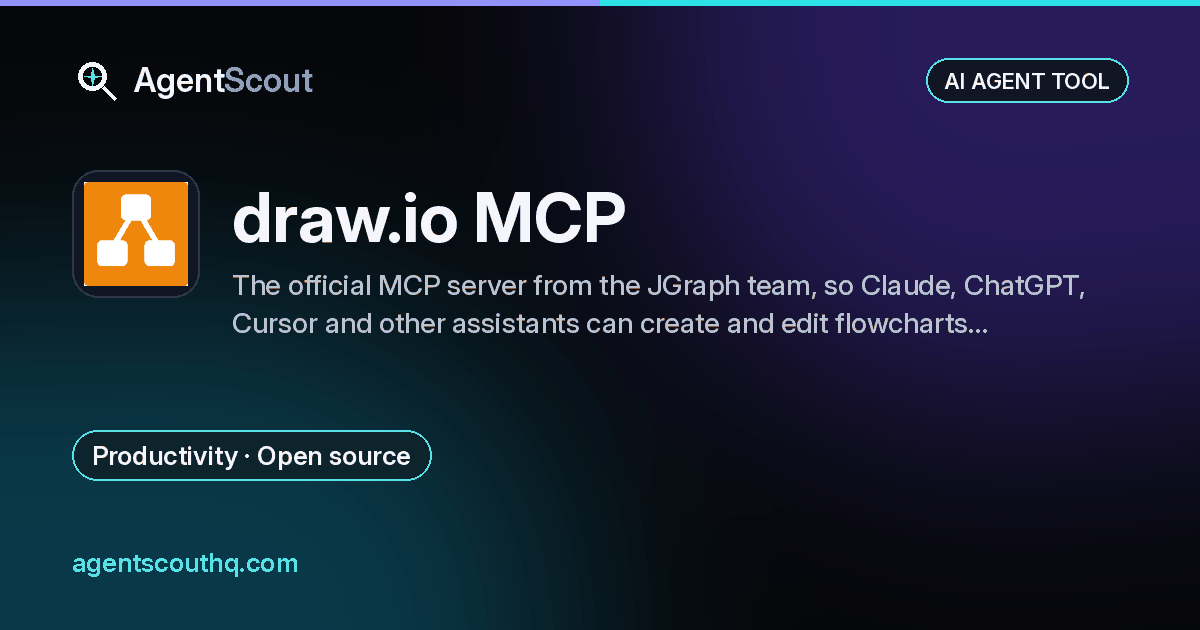 AgentScout
AI AGENT TOOL
draw.io MCP
The official MCP server from the JGraph team, so Claude, ChatGPT,
Cursor and other assistants can create and edit flowcharts...
Productivity · Open source
agentscouthq.com